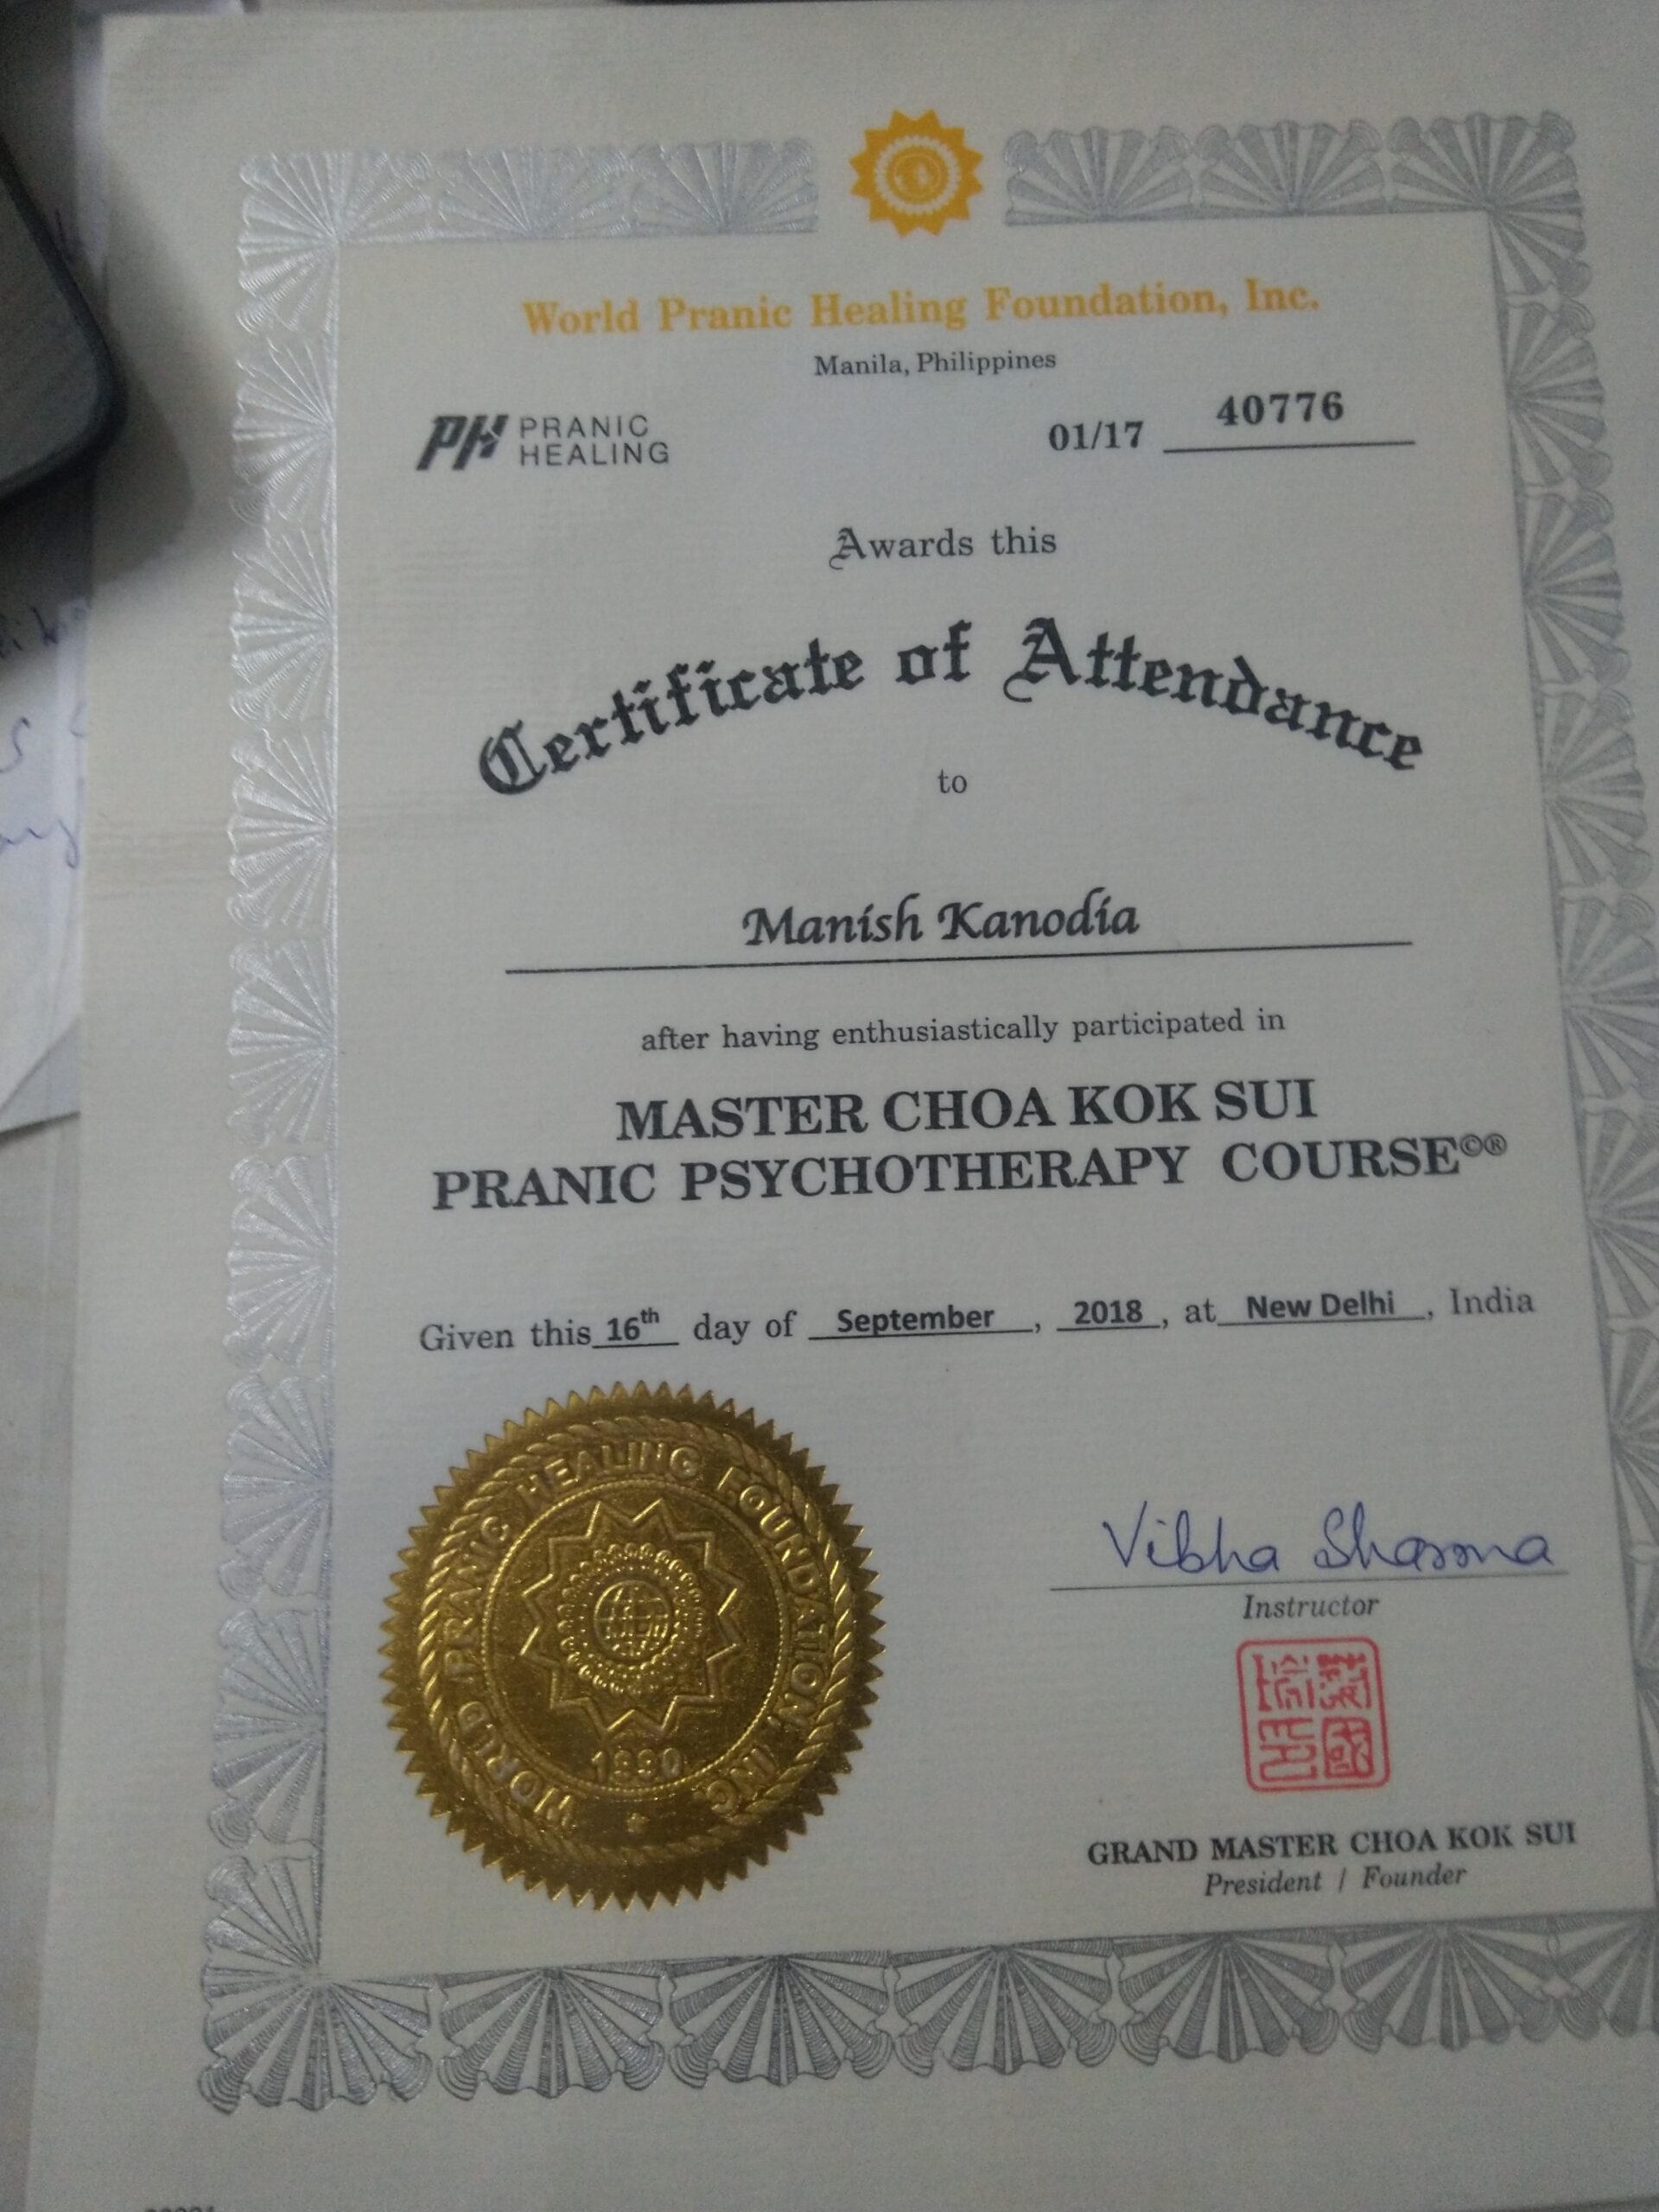 World Pranic Healing Foundation, Inc.
Manila, Philippines
PH PRANIC HEALING
01/17 40776
Awards this
Certificate of Attendance
to
Manish Kanodia
after having enthusiastically participated in
MASTER CHOA KOK SUI
PRANIC PSYCHOTHERAPY COURSE©®
Given this 16th day of September, 2018, at New Delhi, India
WORLD PRANIC HEALING FOUNDATION, INC.
1990
Vibha Sharma
Instructor
GRAND MASTER CHOA KOK SUI
President / Founder